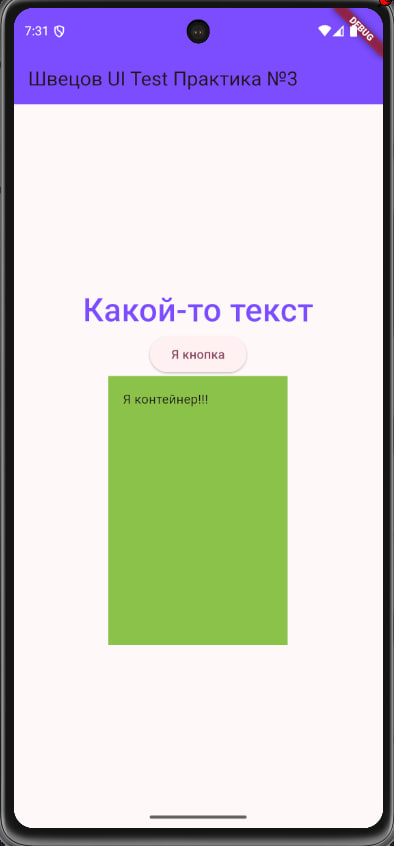 7:31
DEBUG
Швецов UI Test Практика №3
Какой-то текст
Я кнопка
Я контейнер!!!